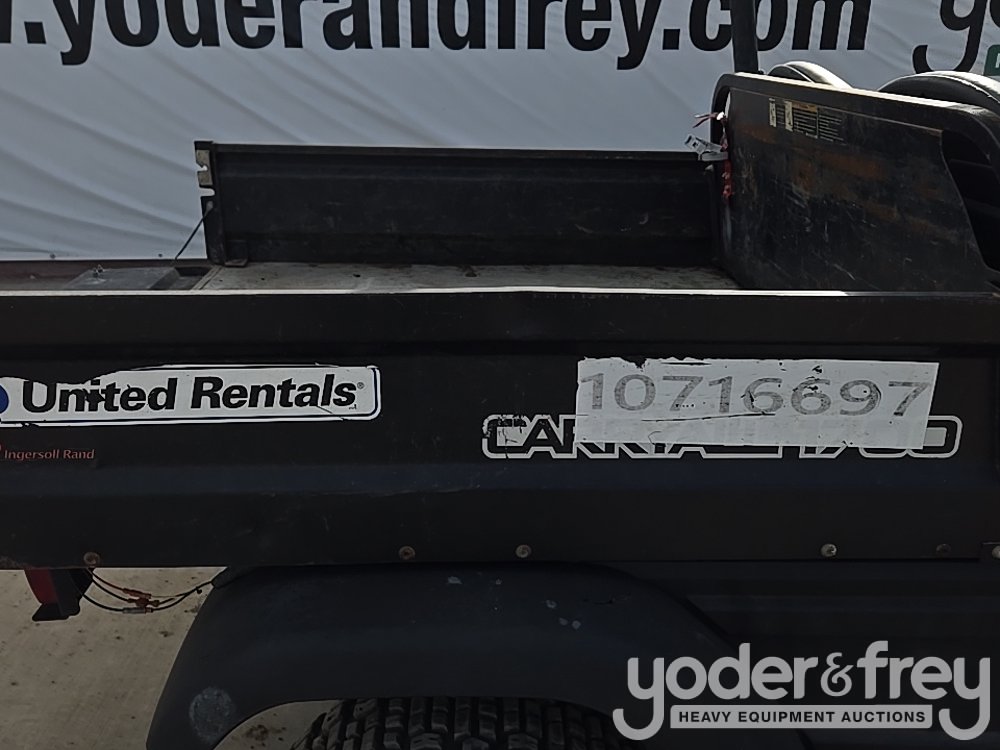 .yoderandfrey.com
United Rentals
10716697
Ingersoll Rand
yoder&frey
HEAVY EQUIPMENT AUCTIONS